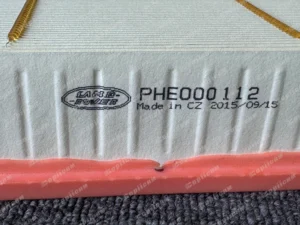 LAND-
ROVER
PHE000112
Made in CZ 2015/09/15